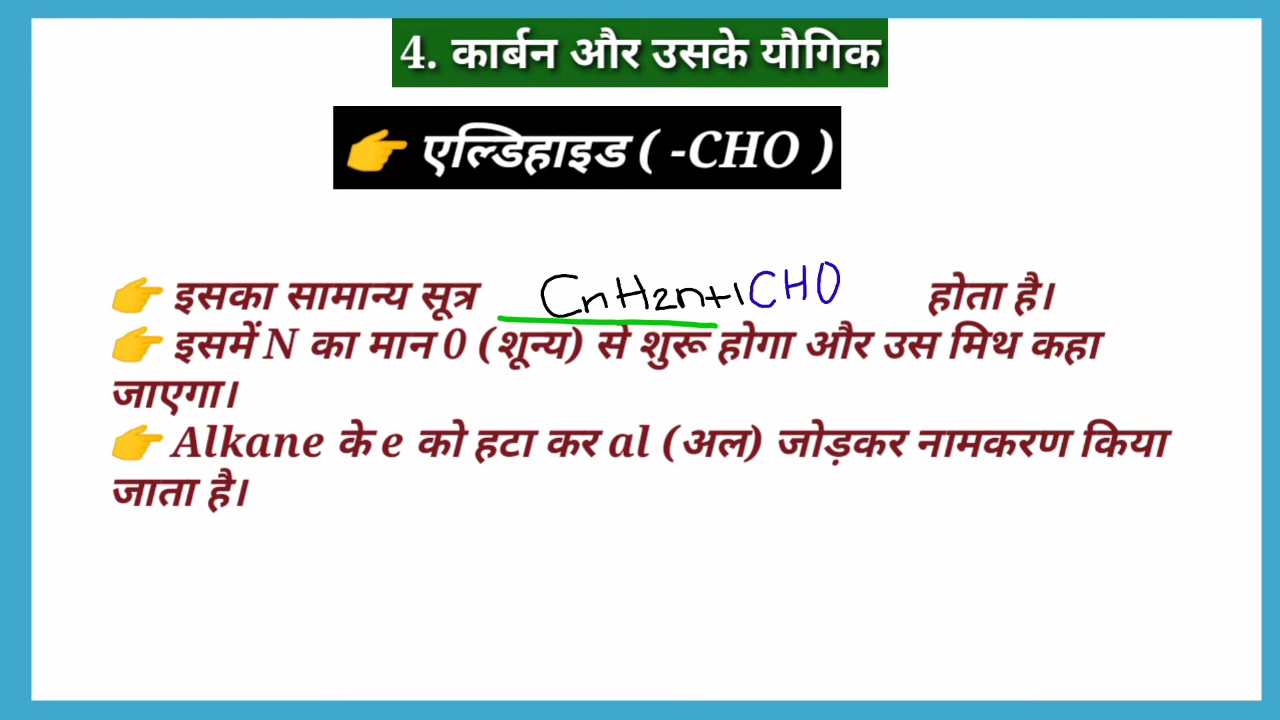 4. कार्बन और उसके यौगिक
👉 एल्डिहाइड ( -CHO )
👉 इसका सामान्य सूत्र CnH2n+1CHO होता है।
👉 इसमें N का मान 0 (शून्य) से शुरू होगा और उस मिथ कहा
जाएगा।
👉 Alkane के e को हटा कर al (अल) जोड़कर नामकरण किया
जाता है।